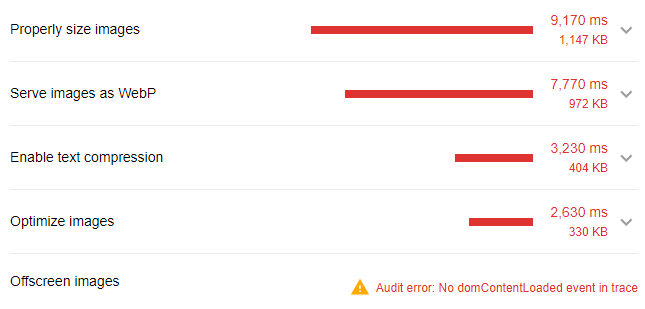 Properly size images
9,170 ms
1,147 KB
Serve images as WebP
7,770 ms
972 KB
Enable text compression
3,230 ms
404 KB
Optimize images
2,630 ms
330 KB
Offscreen images
Audit error: No domContentLoaded event in trace